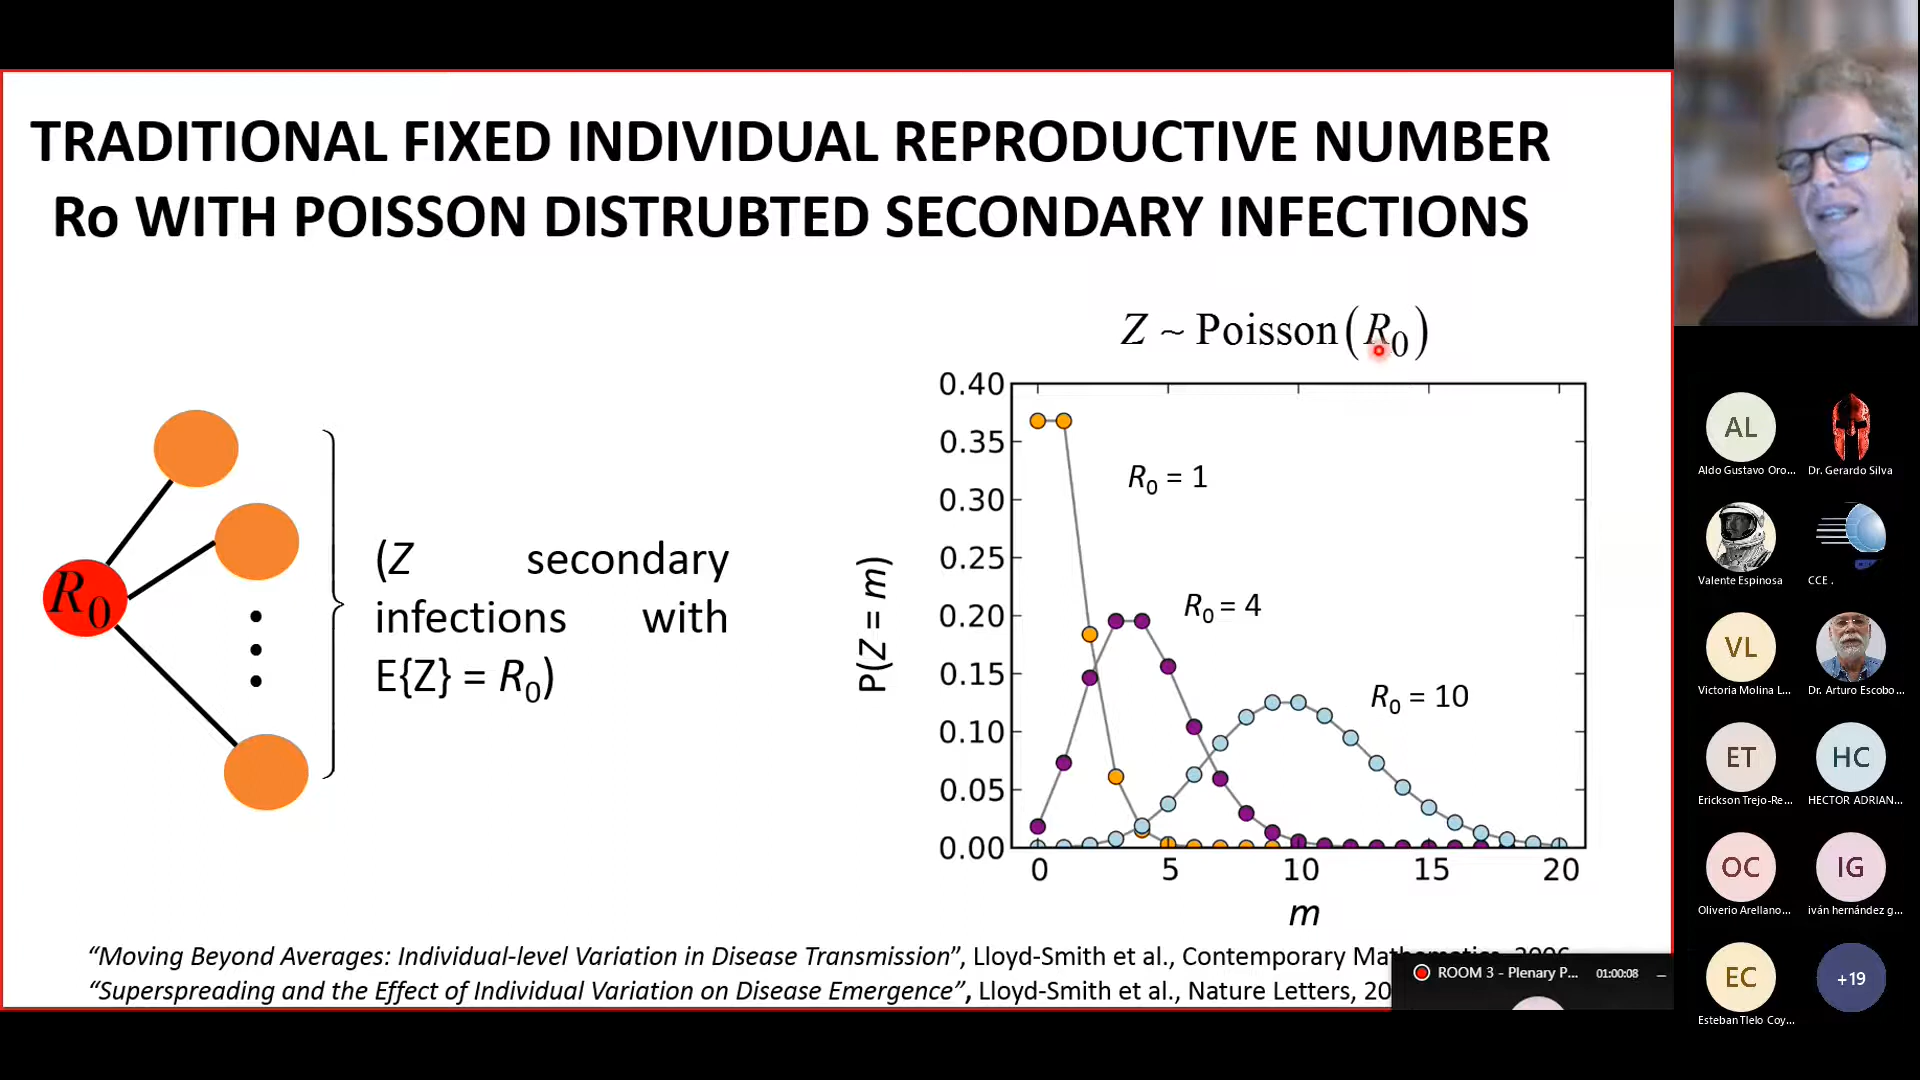 TRADITIONAL FIXED INDIVIDUAL REPRODUCTIVE NUMBER
Ro WITH POISSON DISTRUBTED SECONDARY INFECTIONS
Z ~ Poisson(R0)
R0
(Z secondary
infections with
E{Z} = R0)
P(Z = m)
0.40
0.35
0.30
0.25
0.20
0.15
0.10
0.05
0.00
R0 = 1
R0 = 4
R0 = 10
0 5 10 15 20
m
“Moving Beyond Averages: Individual-level Variation in Disease Transmission”, Lloyd-Smith et al., Contemporary
“Superspreading and the Effect of Individual Variation on Disease Emergence”, Lloyd-Smith et al., Nature Letters, 20
ROOM 3 - Plenary P... 01:00:08
AL
Aldo Gustavo Oro...
Dr. Gerardo Silva
Valente Espinosa
CCE .
VL
Victoria Molina L...
Dr. Arturo Escobo...
ET
Erickson Trejo-Re...
HC
HECTOR ADRIAN...
OC
Oliverio Arellano...
IG
iván hernández g...
EC
Esteban Tlelo Coy...
+19